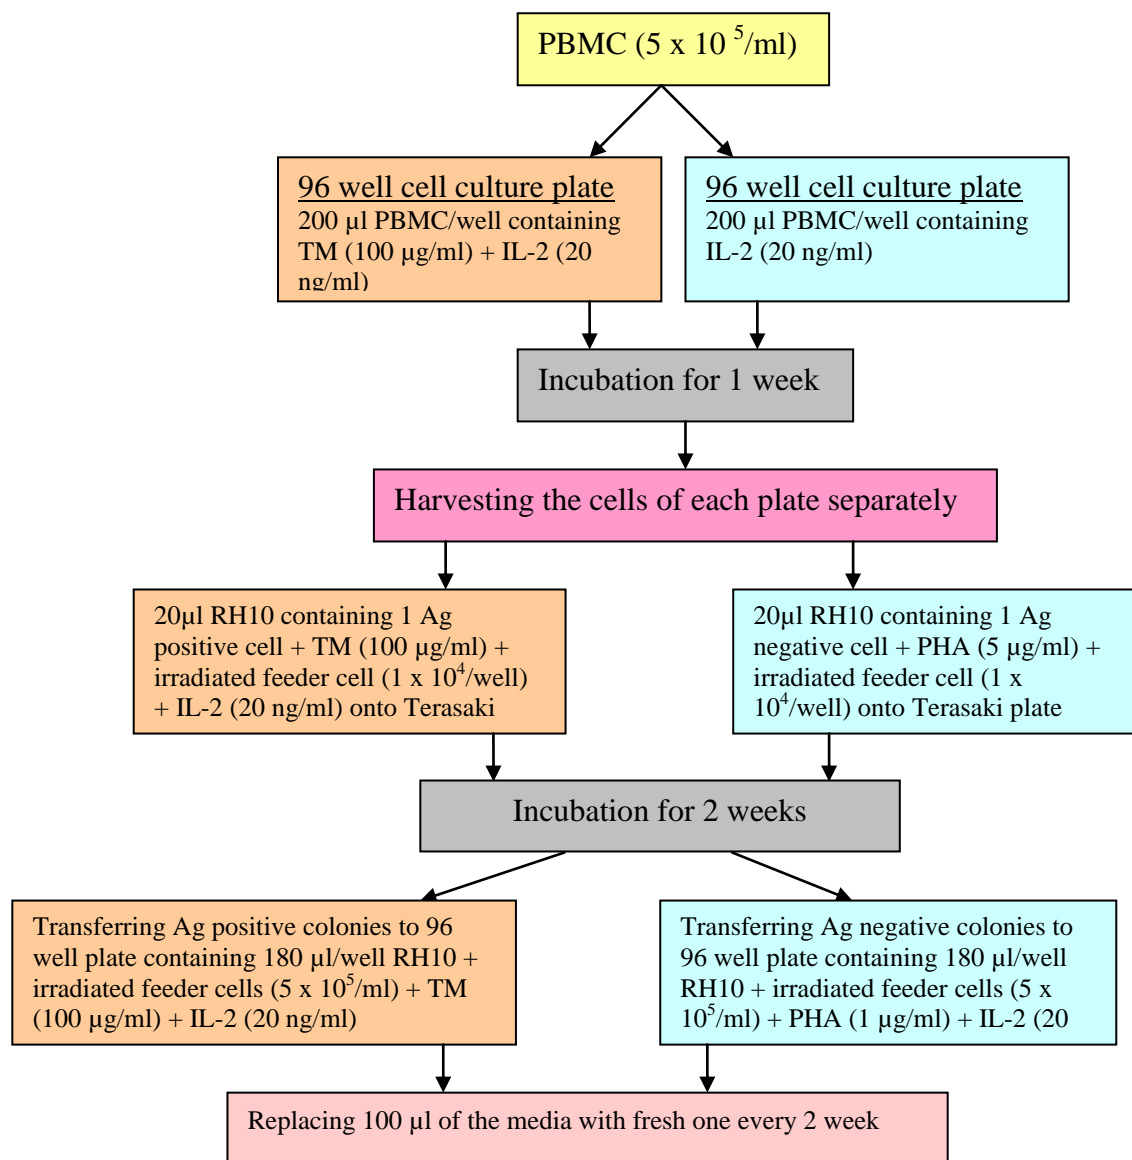 PBMC (5 x 10 ⁵/ml)
96 well cell culture plate
200 µl PBMC/well containing
TM (100 µg/ml) + IL-2 (20
ng/ml)
96 well cell culture plate
200 µl PBMC/well containing
IL-2 (20 ng/ml)
Incubation for 1 week
Harvesting the cells of each plate separately
20µl RH10 containing 1 Ag
positive cell + TM (100 µg/ml) +
irradiated feeder cell (1 x 10⁴/well)
+ IL-2 (20 ng/ml) onto Terasaki
20µl RH10 containing 1 Ag
negative cell + PHA (5 µg/ml) +
irradiated feeder cell (1 x
10⁴/well) onto Terasaki plate
Incubation for 2 weeks
Transferring Ag positive colonies to 96
well plate containing 180 µl/well RH10 +
irradiated feeder cells (5 x 10⁵/ml) + TM
(100 µg/ml) + IL-2 (20 ng/ml)
Transferring Ag negative colonies to
96 well plate containing 180 µl/well
RH10 + irradiated feeder cells (5 x
10⁵/ml) + PHA (1 µg/ml) + IL-2 (20
Replacing 100 µl of the media with fresh one every 2 week